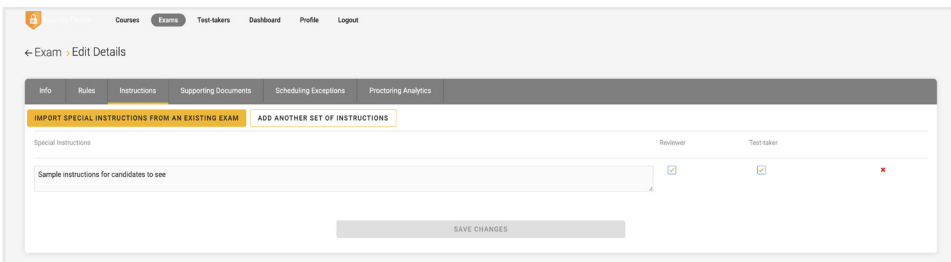 Courses Exams Test-takers Dashboard Profile Logout
← Exam > Edit Details
Info Rules Instructions Supporting Documents Scheduling Exceptions Proctoring Analytics
IMPORT SPECIAL INSTRUCTIONS FROM AN EXISTING EXAM ADD ANOTHER SET OF INSTRUCTIONS
Special Instructions Reviewer Test-taker
Sample instructions for candidates to see
SAVE CHANGES